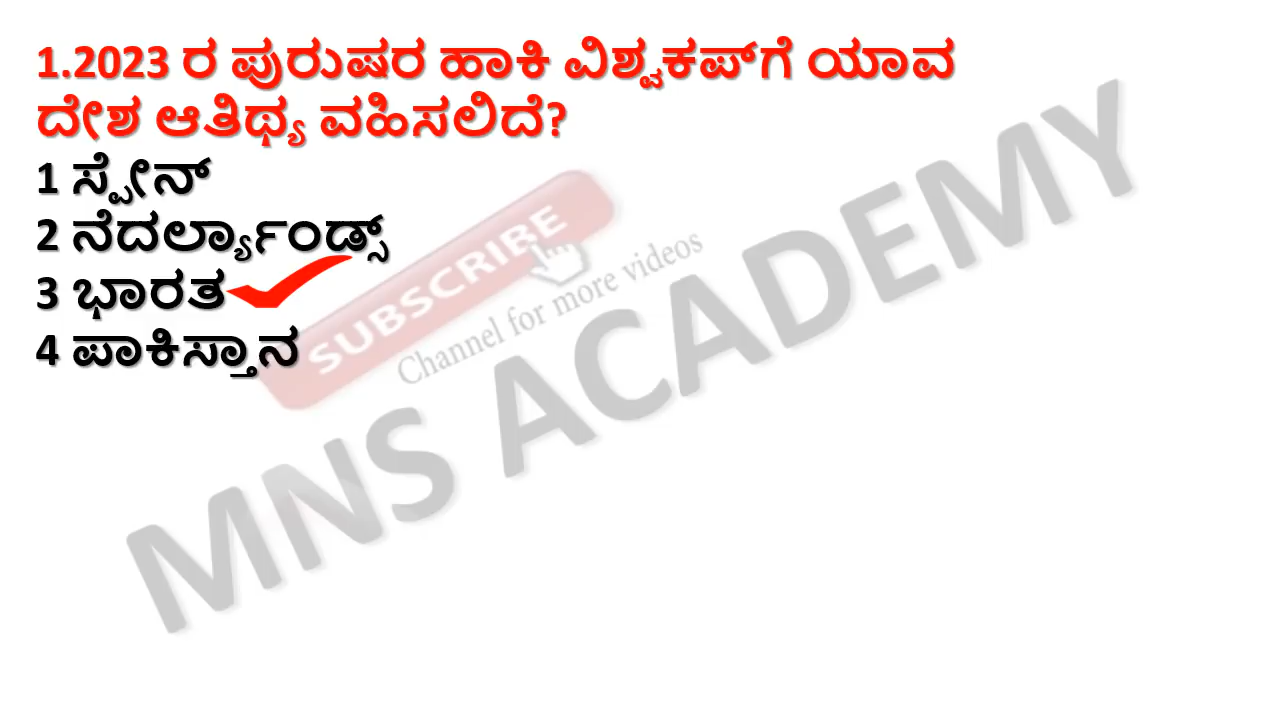 1.2023 ರ ಪುರುಷರ ಹಾಕಿ ವಿಶ್ವಕಪ್‌ಗೆ ಯಾವ
ದೇಶ ಆತಿಥ್ಯ ವಹಿಸಲಿದೆ?
1 ಸ್ಪೇನ್
2 ನೆದರ್ಲ್ಯಾಂಡ್ಸ್
3 ಭಾರತ
4 ಪಾಕಿಸ್ತಾನ
SUBSCRIBE
Channel for more videos
MNS ACADEMY